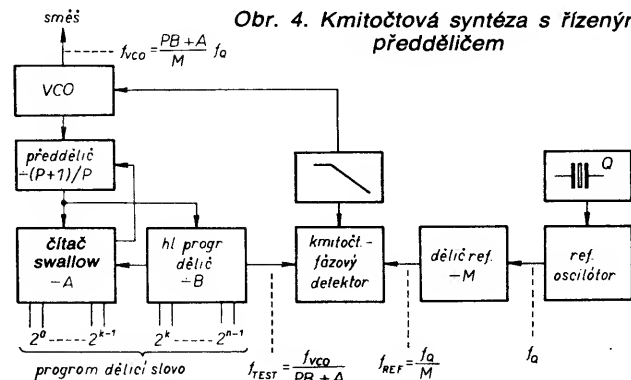 Obr. 4. Kmitočtová syntéza s řízeným
předděličem
směš
f_VCO = (PB + A)/M f_Q
VCO
předdělič
÷(P+1)/P
čítač
swallow
÷A
hl progr
dělič
÷B
kmitočt.-
fázový
detektor
dělič ref.
÷M
ref.
oscilátor
Q
2^0 ...... 2^k-1
2^k ...... 2^n-1
program dělicí slovo
f_TEST = f_VCO/(PB + A)
f_REF = f_Q/M
f_Q